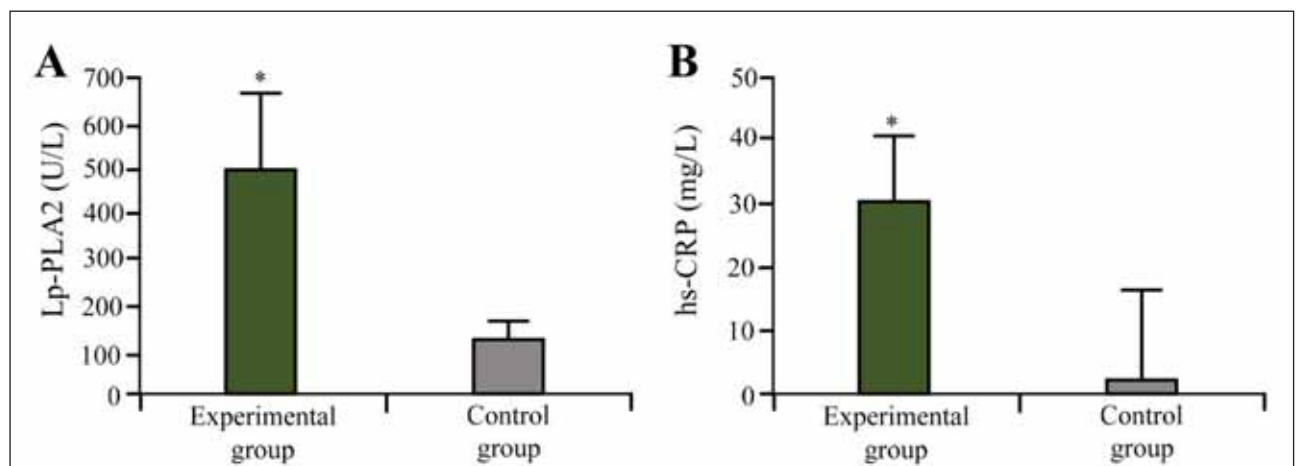 A
Lp-PLA2 (U/L)
700
600
500
400
300
200
100
0
*
Experimental
group
Control
group
B
hs-CRP (mg/L)
50
40
30
20
10
0
*
Experimental
group
Control
group